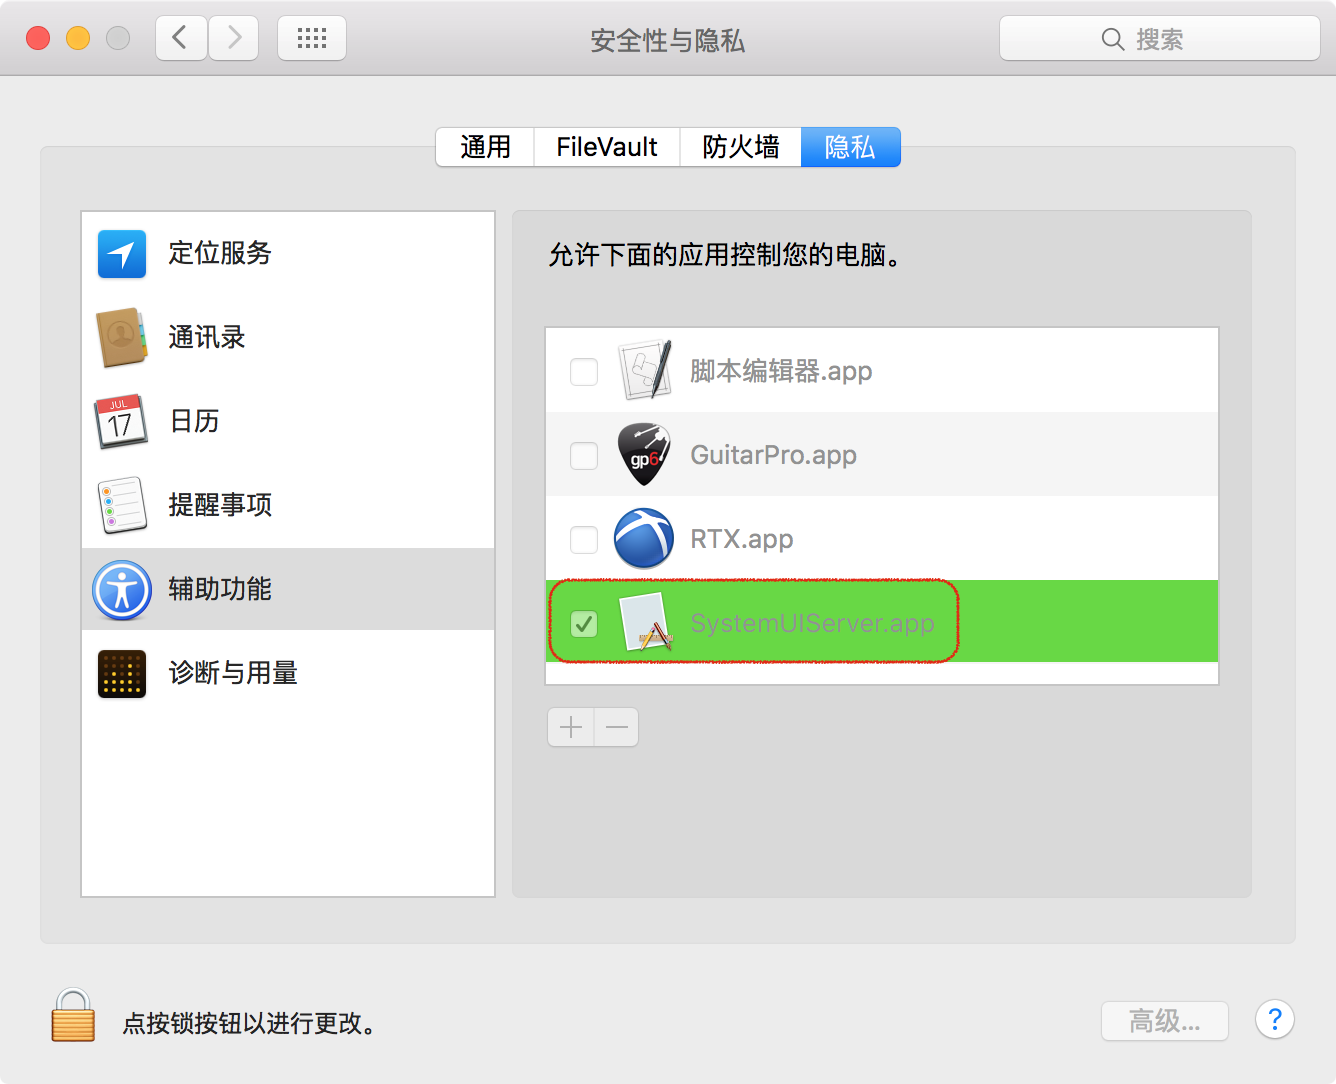 安全性与隐私
搜索
通用
FileVault
防火墙
隐私
定位服务
通讯录
JUL
17
日历
提醒事项
辅助功能
诊断与用量
允许下面的应用控制您的电脑。
脚本编辑器.app
gp6
GuitarPro.app
RTX.app
SystemUIServer.app
点按锁按钮以进行更改。
高级...
?